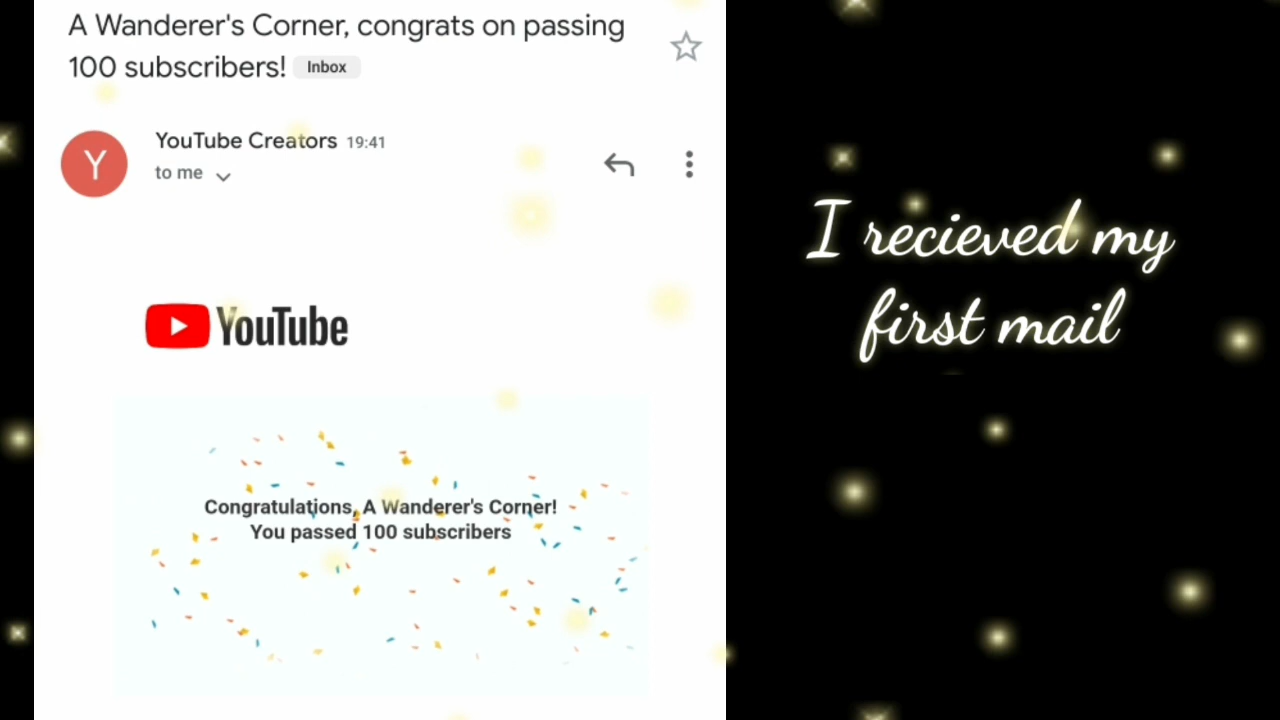 A Wanderer's Corner, congrats on passing
100 subscribers! Inbox
Y
YouTube Creators 19:41
to me
YouTube
Congratulations, A Wanderer's Corner!
You passed 100 subscribers
I recieved my
first mail